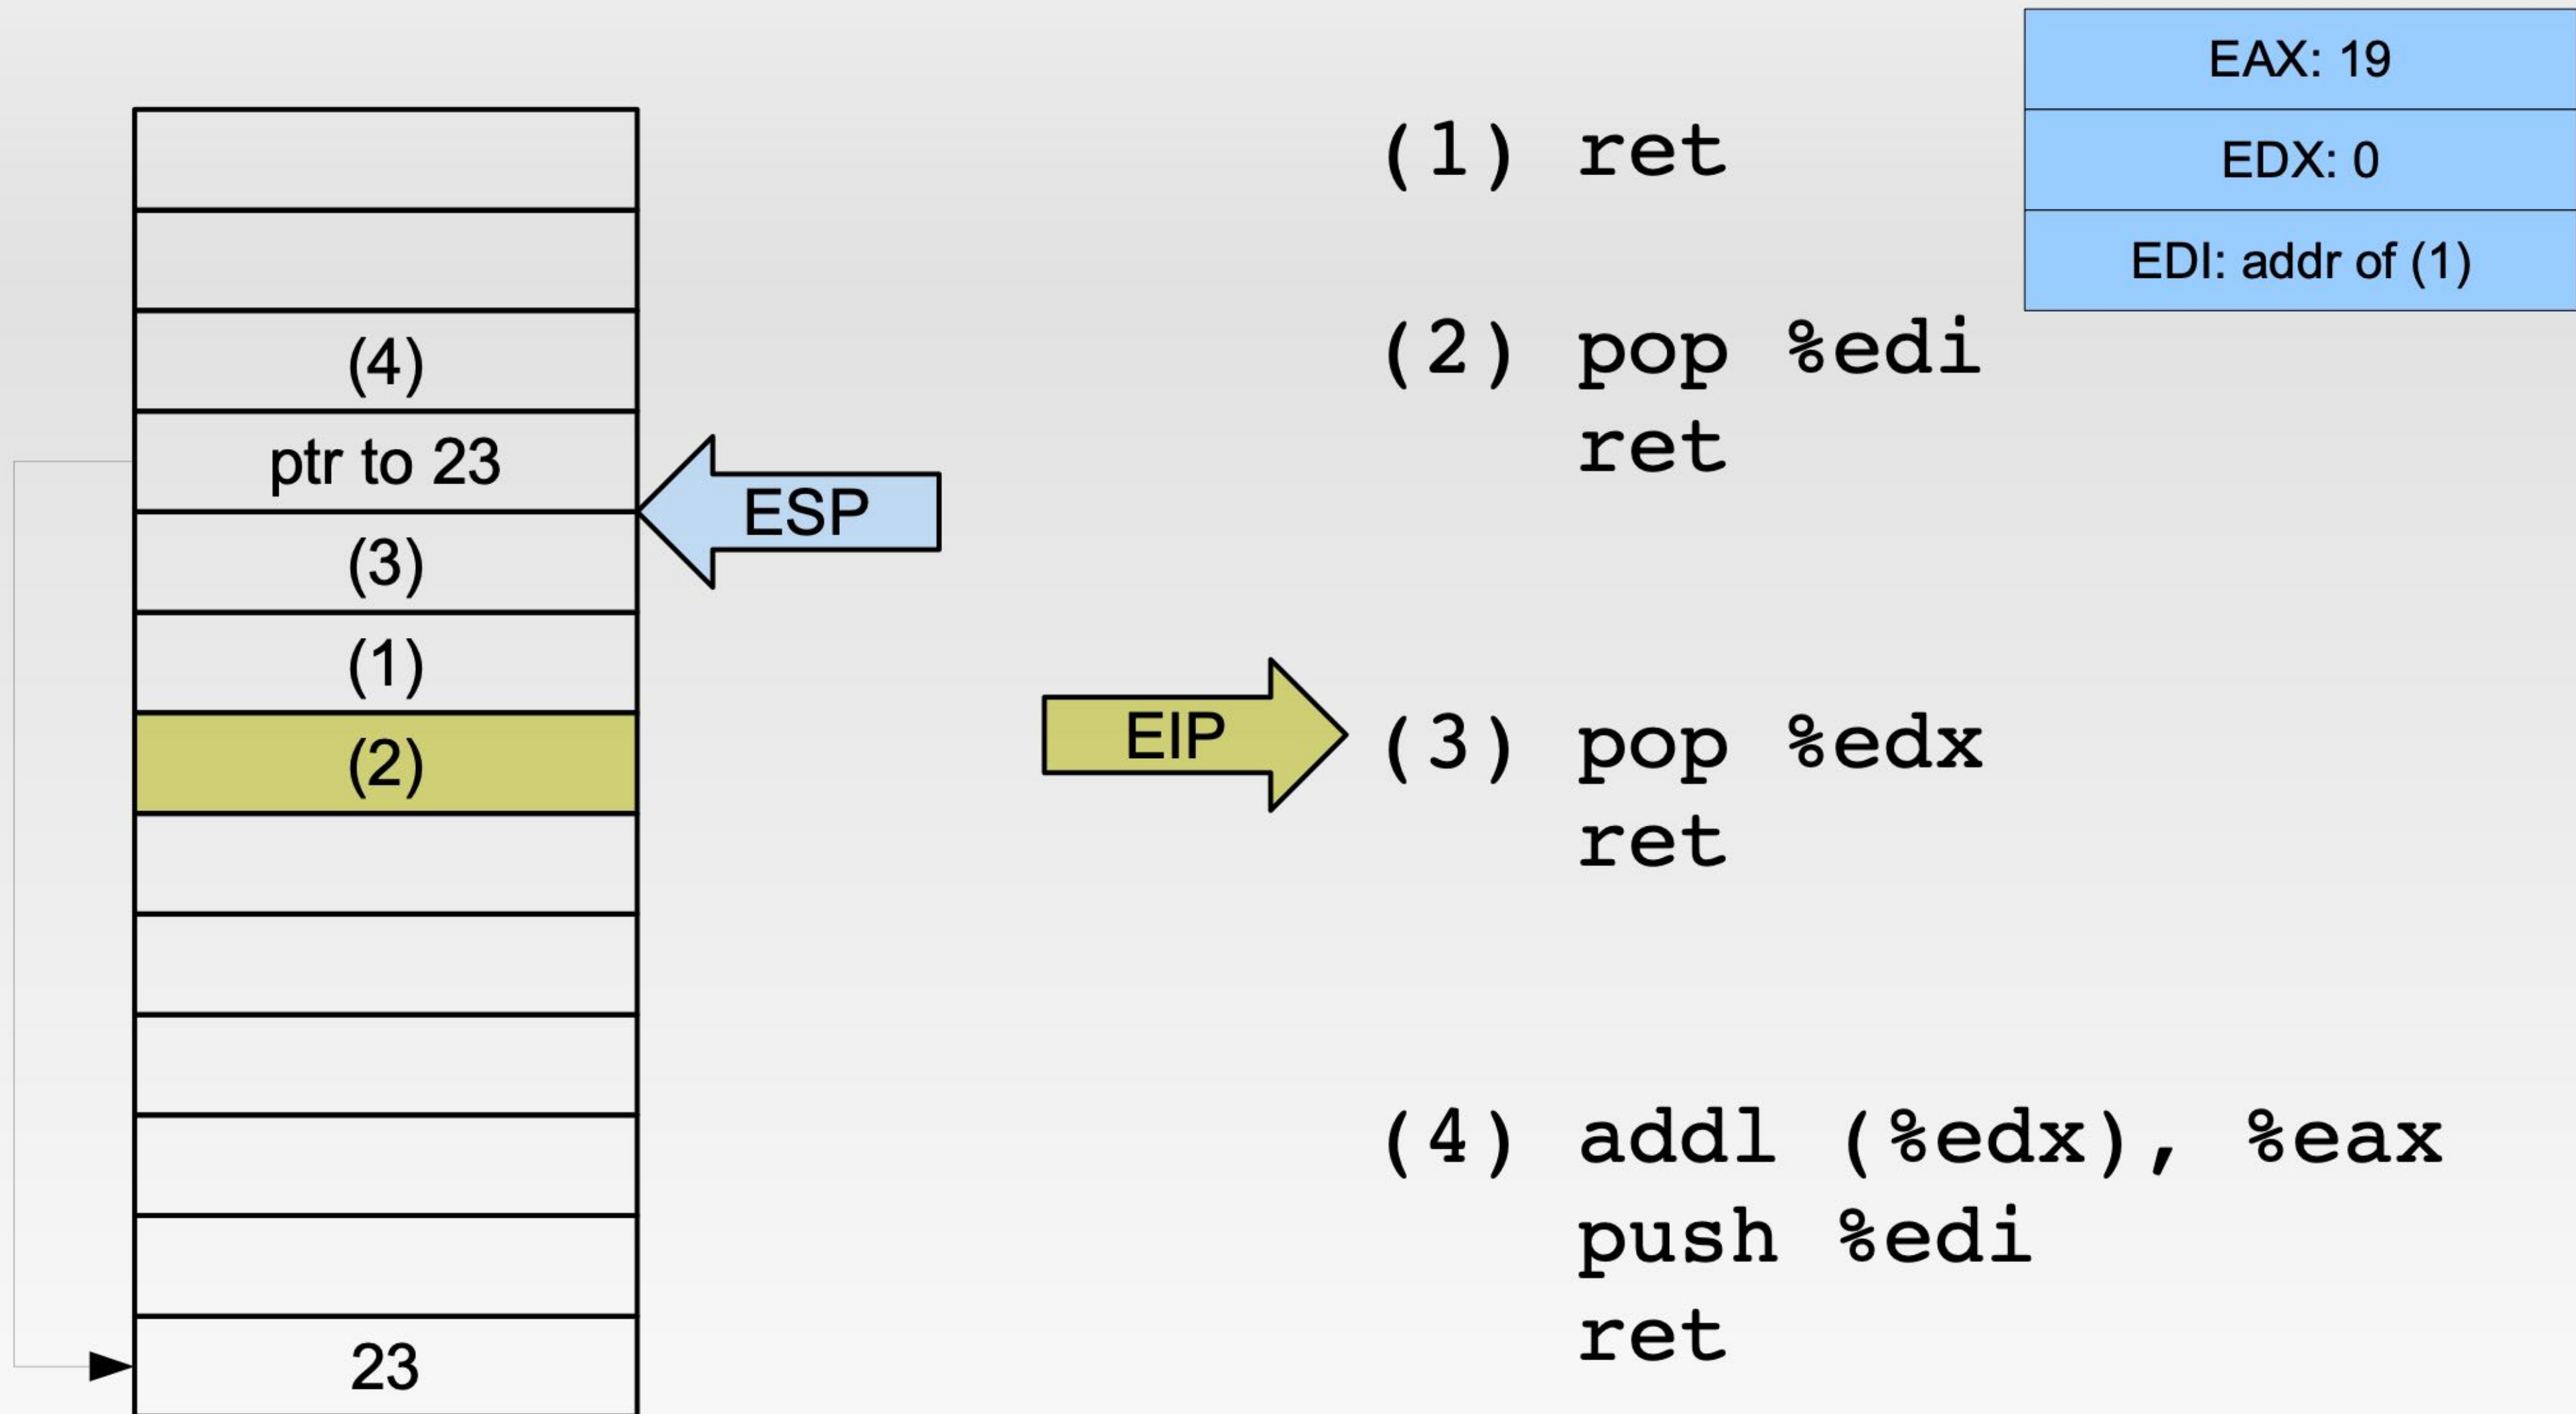 EAX: 19
EDX: 0
EDI: addr of (1)
(4)
ptr to 23
(3)
(1)
(2)
23
ESP
EIP
(1) ret
(2) pop %edi
ret
(3) pop %edx
ret
(4) addl (%edx), %eax
push %edi
ret